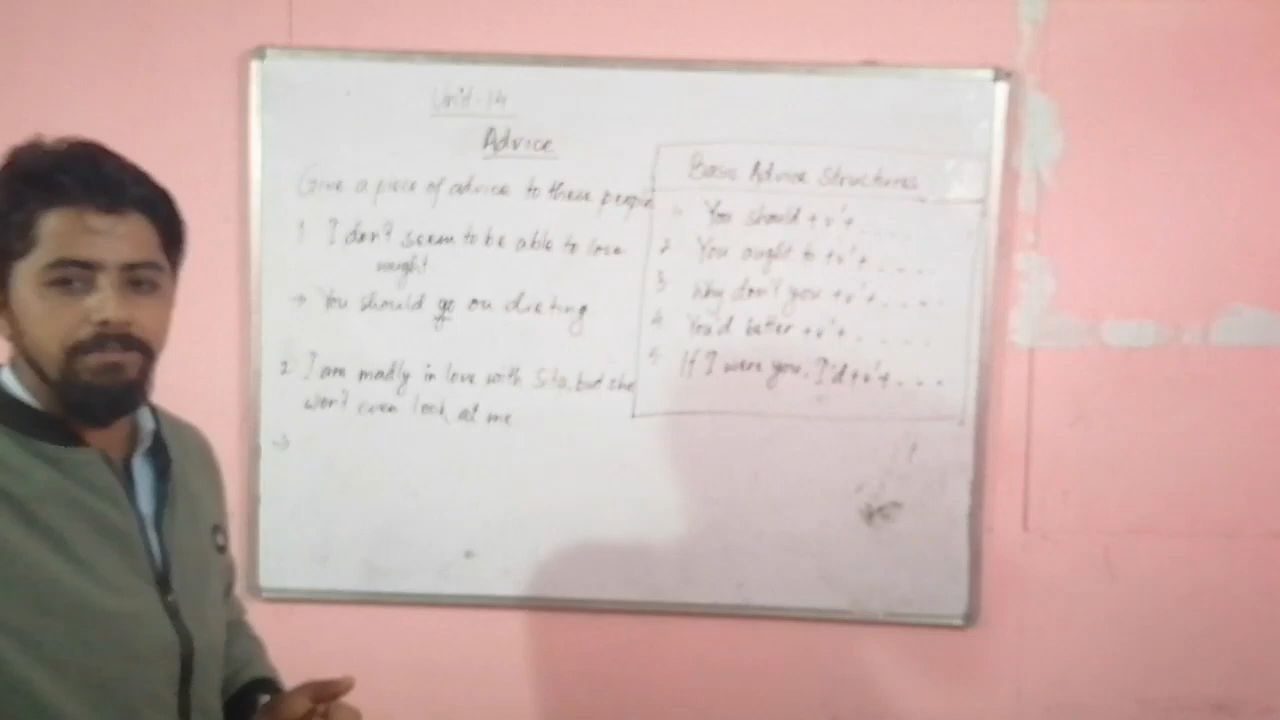 Unit-14
Advice
Give a piece of advice to these people
1 I don't seem to be able to lose
weight
→ You should go on dieting
2 I am madly in love with Sita, but she
won't even look at me
→
Basic Advice Structures
1 You should + v¹ + ....
2 You aught to + v¹ + ....
3 Why don't you + v¹ + ....
4 You'd better + v¹ + .....
5 If I were you, I'd + v¹ + ...